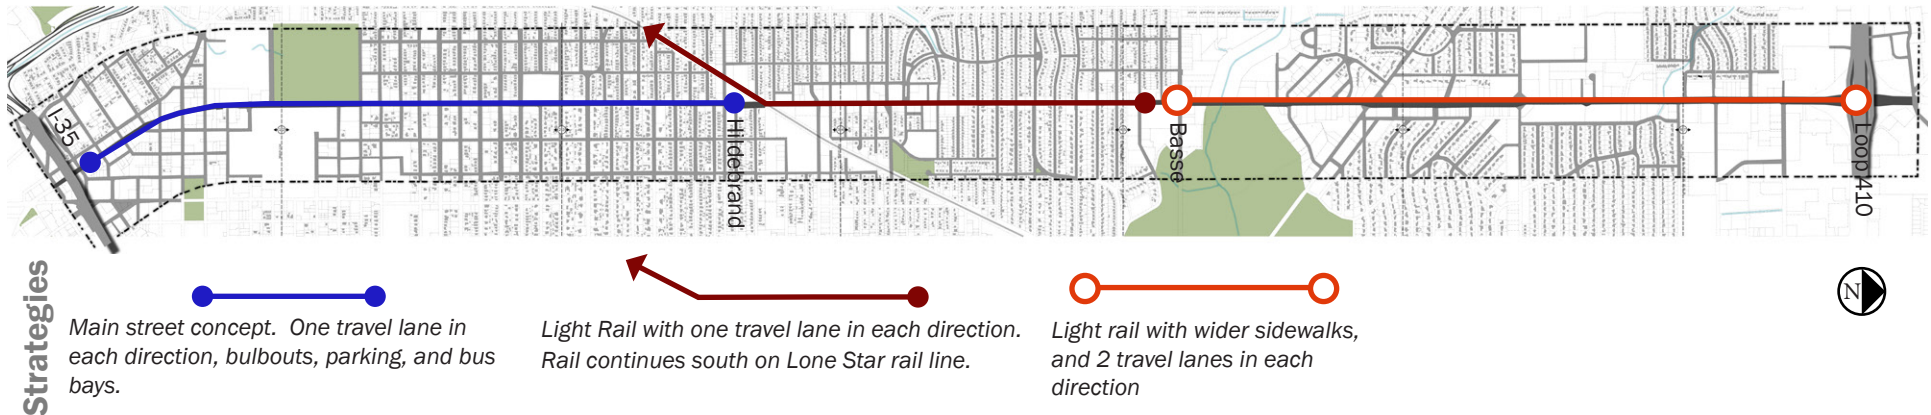 I-35
Hildebrand
Basse
Loop 410
Strategies
Main street concept.  One travel lane in
each direction, bulbouts, parking, and bus
bays.
Light Rail with one travel lane in each direction.
Rail continues south on Lone Star rail line.
Light rail with wider sidewalks,
and 2 travel lanes in each
direction
N